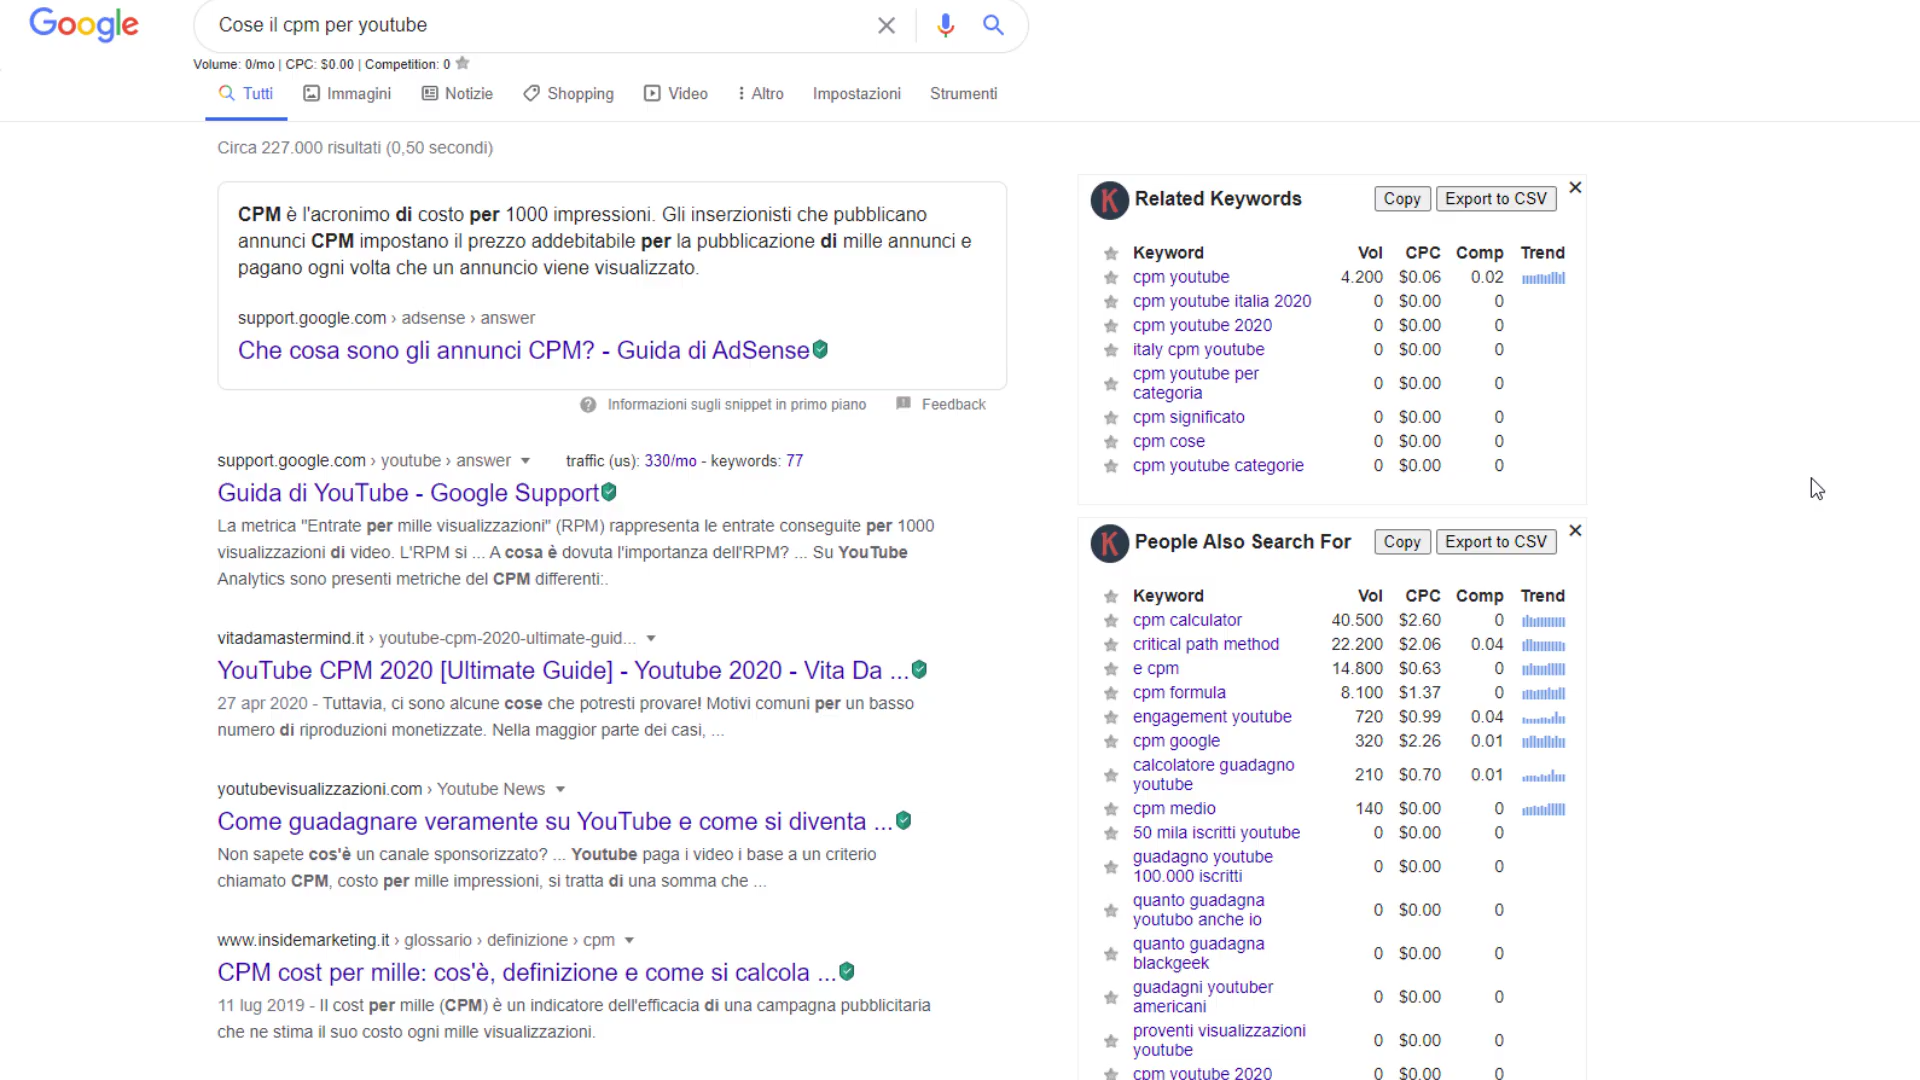 Google
Cose il cpm per youtube
Volume: 0/mo | CPC: $0.00 | Competition: 0
Tutti
Immagini
Notizie
Shopping
Video
Altro
Impostazioni
Strumenti
Circa 227.000 risultati (0,50 secondi)
CPM è l'acronimo di costo per 1000 impressioni. Gli inserzionisti che pubblicano
annunci CPM impostano il prezzo addebitabile per la pubblicazione di mille annunci e
pagano ogni volta che un annuncio viene visualizzato.
support.google.com › adsense › answer
Che cosa sono gli annunci CPM? - Guida di AdSense
Informazioni sugli snippet in primo piano
Feedback
support.google.com › youtube › answer
traffic (us): 330/mo - keywords: 77
Guida di YouTube - Google Support
La metrica "Entrate per mille visualizzazioni" (RPM) rappresenta le entrate conseguite per 1000
visualizzazioni di video. L'RPM si ... A cosa è dovuta l'importanza dell'RPM? ... Su YouTube
Analytics sono presenti metriche del CPM differenti:.
vitadamastermind.it › youtube-cpm-2020-ultimate-guid...
YouTube CPM 2020 [Ultimate Guide] - Youtube 2020 - Vita Da ...
27 apr 2020 - Tuttavia, ci sono alcune cose che potresti provare! Motivi comuni per un basso
numero di riproduzioni monetizzate. Nella maggior parte dei casi, ...
youtubevisualizzazioni.com › Youtube News
Come guadagnare veramente su YouTube e come si diventa ...
Non sapete cos'è un canale sponsorizzato? ... Youtube paga i video i base a un criterio
chiamato CPM, costo per mille impressioni, si tratta di una somma che ...
www.insidemarketing.it › glossario › definizione › cpm
CPM cost per mille: cos'è, definizione e come si calcola ...
11 lug 2019 - Il cost per mille (CPM) è un indicatore dell'efficacia di una campagna pubblicitaria
che ne stima il suo costo ogni mille visualizzazioni.
K
Related Keywords
Copy
Export to CSV
Keyword Vol CPC Comp Trend
cpm youtube 4.200 $0.06 0.02
cpm youtube italia 2020 0 $0.00 0
cpm youtube 2020 0 $0.00 0
italy cpm youtube 0 $0.00 0
cpm youtube per
categoria 0 $0.00 0
cpm significato 0 $0.00 0
cpm cose 0 $0.00 0
cpm youtube categorie 0 $0.00 0
K
People Also Search For
Copy
Export to CSV
Keyword Vol CPC Comp Trend
cpm calculator 40.500 $2.60 0
critical path method 22.200 $2.06 0.04
e cpm 14.800 $0.63 0
cpm formula 8.100 $1.37 0
engagement youtube 720 $0.99 0.04
cpm google 320 $2.26 0.01
calcolatore guadagno
youtube 210 $0.70 0.01
cpm medio 140 $0.00 0
50 mila iscritti youtube 0 $0.00 0
guadagno youtube
100.000 iscritti 0 $0.00 0
quanto guadagna
youtubo anche io 0 $0.00 0
quanto guadagna
blackgeek 0 $0.00 0
guadagni youtuber
americani 0 $0.00 0
proventi visualizzazioni
youtube 0 $0.00 0
cpm youtube 2020 0 $0.00 0